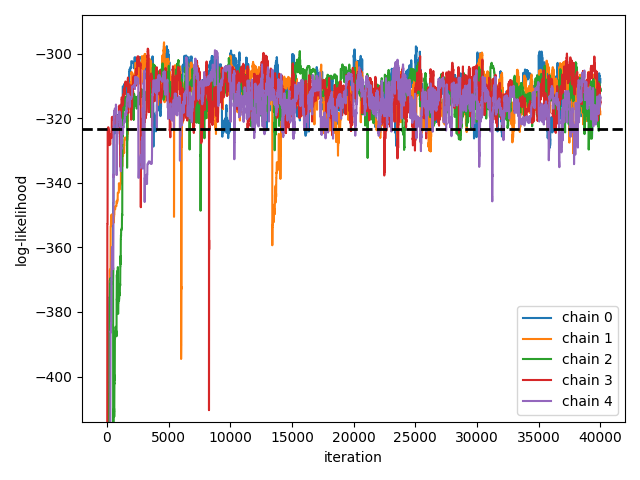 −300
−320
−340
−360
−380
−400
log-likelihood
0 5000 10000 15000 20000 25000 30000 35000 40000
iteration
chain 0
chain 1
chain 2
chain 3
chain 4